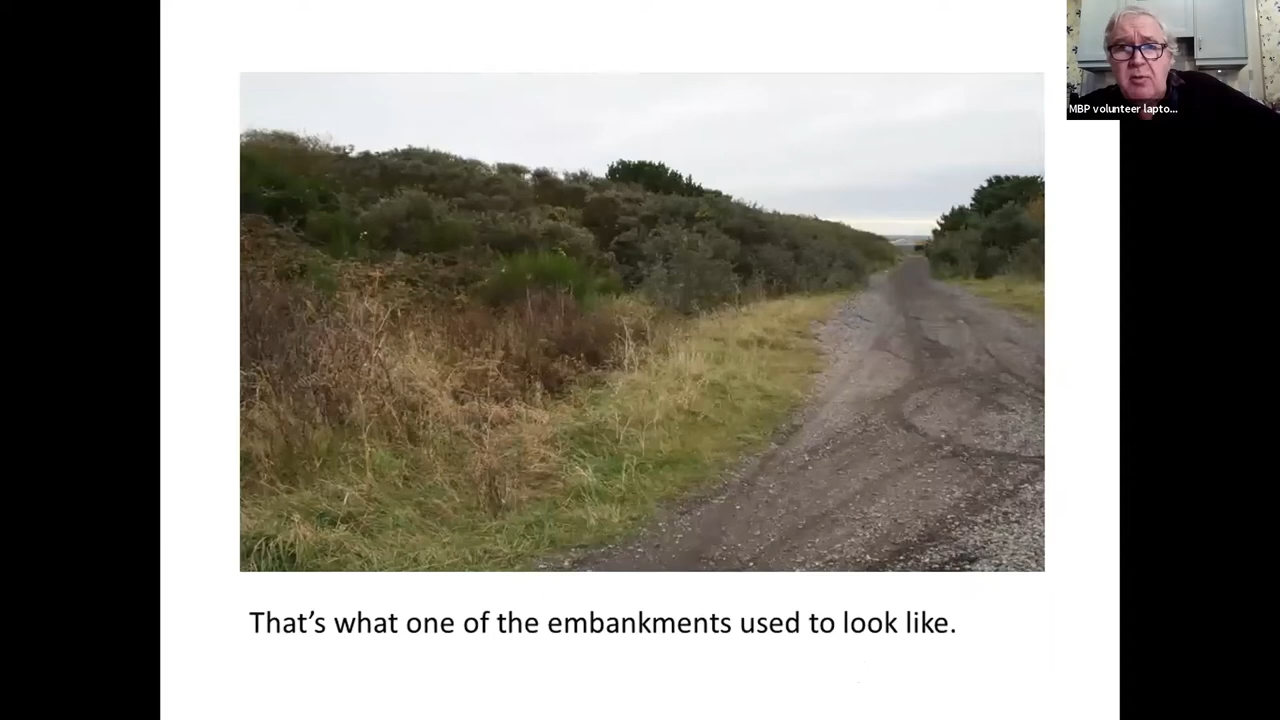 MBP volunteer lapto...
That's what one of the embankments used to look like.